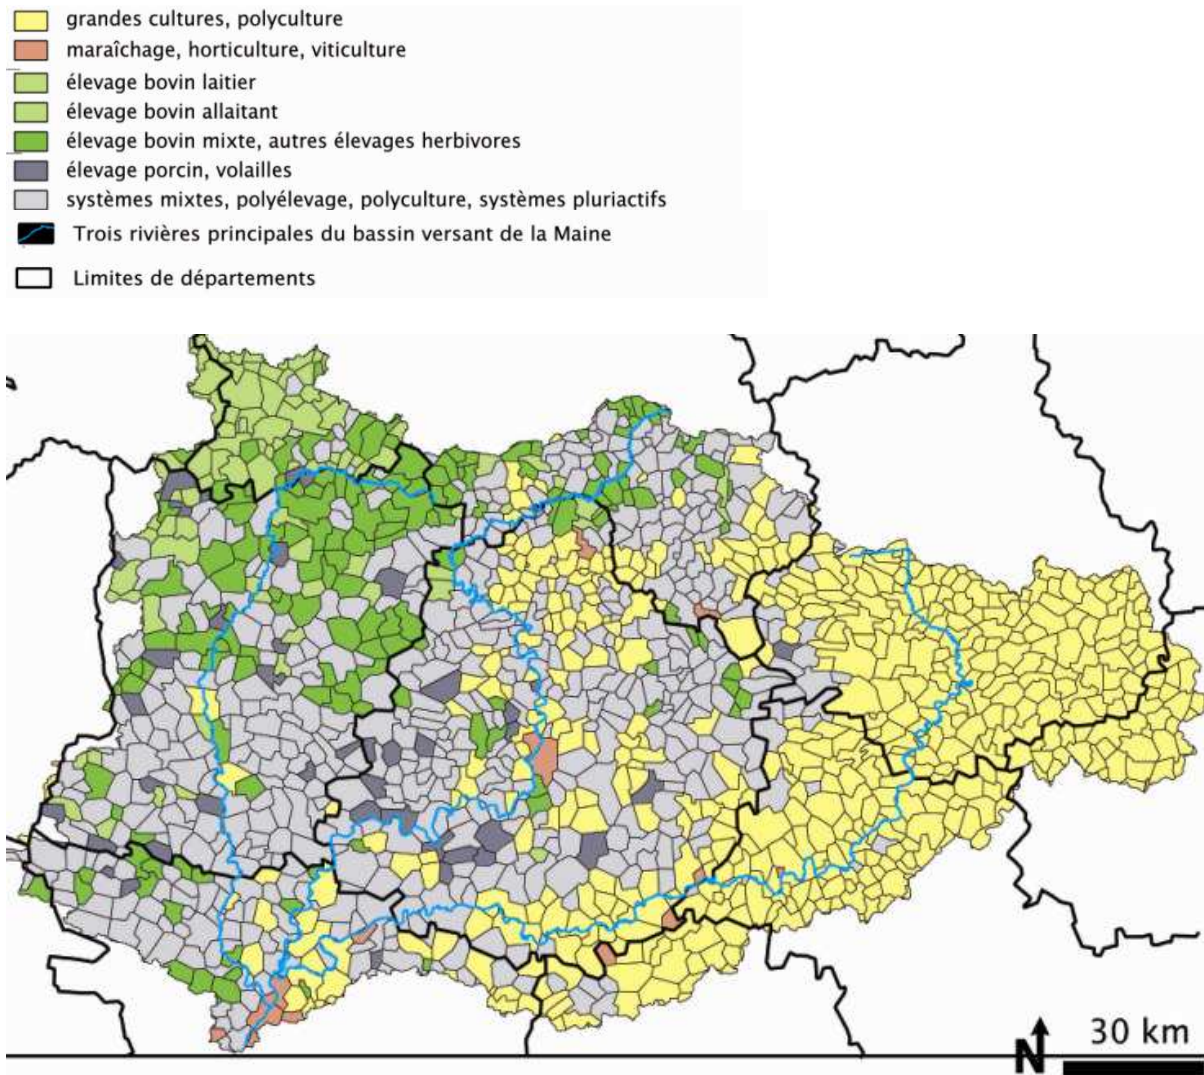 grandes cultures, polyculture
maraîchage, horticulture, viticulture
élevage bovin laitier
élevage bovin allaitant
élevage bovin mixte, autres élevages herbivores
élevage porcin, volailles
systèmes mixtes, polyélevage, polyculture, systèmes pluriactifs
Trois rivières principales du bassin versant de la Maine
Limites de départements
N
30 km